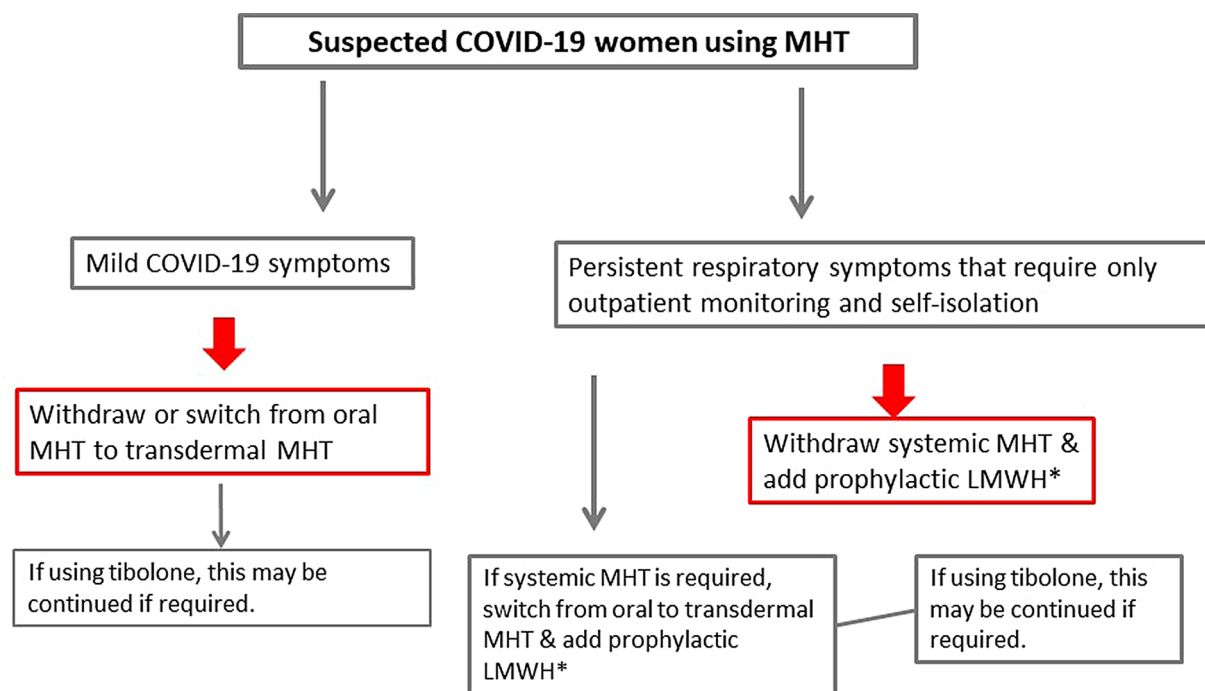 Suspected COVID-19 women using MHT
Mild COVID-19 symptoms
Withdraw or switch from oral
MHT to transdermal MHT
If using tibolone, this may be
continued if required.
Persistent respiratory symptoms that require only
outpatient monitoring and self-isolation
Withdraw systemic MHT &
add prophylactic LMWH*
If systemic MHT is required,
switch from oral to transdermal
MHT & add prophylactic
LMWH*
If using tibolone, this
may be continued if
required.